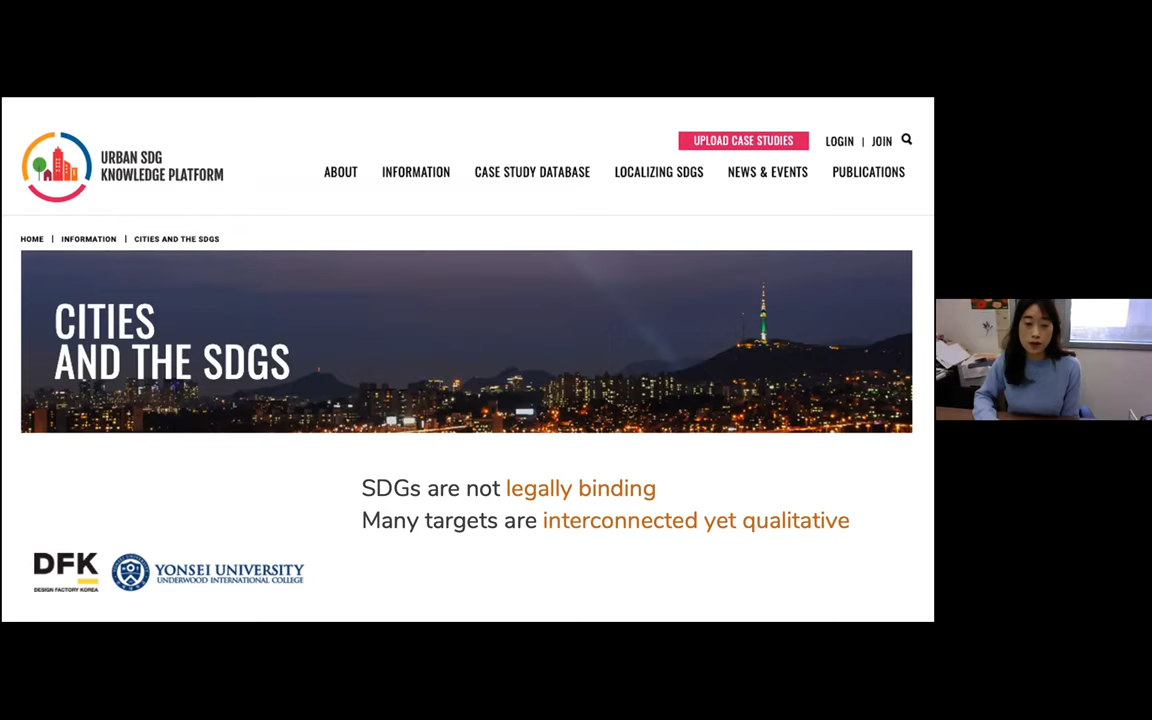 UPLOAD CASE STUDIES
LOGIN | JOIN
URBAN SDG
KNOWLEDGE PLATFORM
ABOUT INFORMATION CASE STUDY DATABASE LOCALIZING SDGS NEWS & EVENTS PUBLICATIONS
HOME | INFORMATION | CITIES AND THE SDGS
CITIES
AND THE SDGS
SDGs are not legally binding
Many targets are interconnected yet qualitative
DFK
DESIGN FACTORY KOREA
YONSEI UNIVERSITY
UNDERWOOD INTERNATIONAL COLLEGE